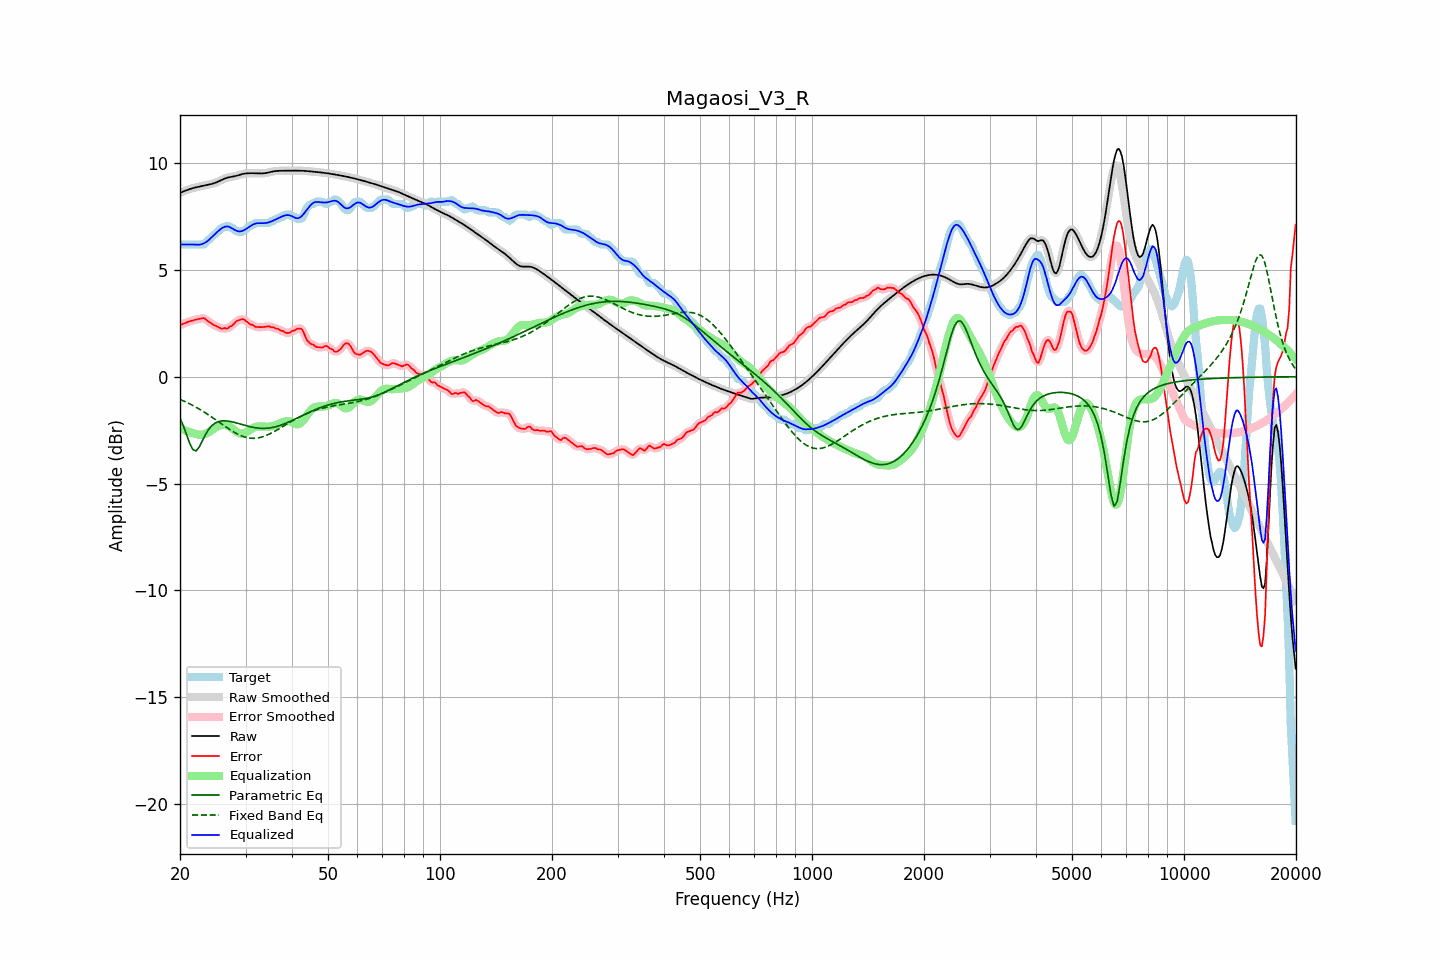 Magaosi_V3_R
Amplitude (dBr)
10
5
0
−5
−10
−15
−20
Target
Raw Smoothed
Error Smoothed
Raw
Error
Equalization
Parametric Eq
Fixed Band Eq
Equalized
20 50 100 200 500 1000 2000 5000 10000 20000
Frequency (Hz)